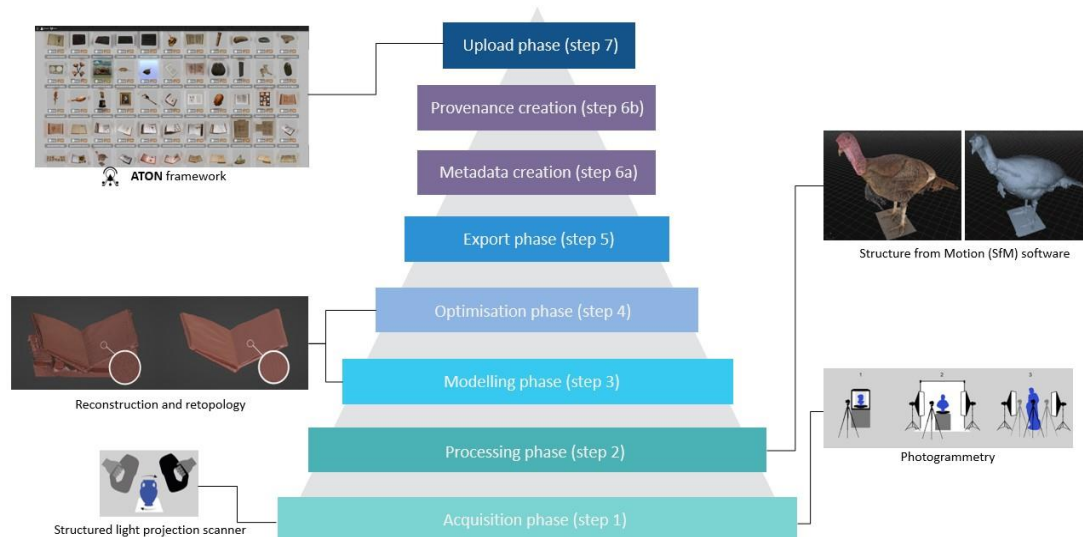 Upload phase (step 7)
Provenance creation (step 6b)
Metadata creation (step 6a)
Export phase (step 5)
Optimisation phase (step 4)
Modelling phase (step 3)
Processing phase (step 2)
Acquisition phase (step 1)
ATON framework
Reconstruction and retopology
Structured light projection scanner
Structure from Motion (SfM) software
1 2 3
Photogrammetry